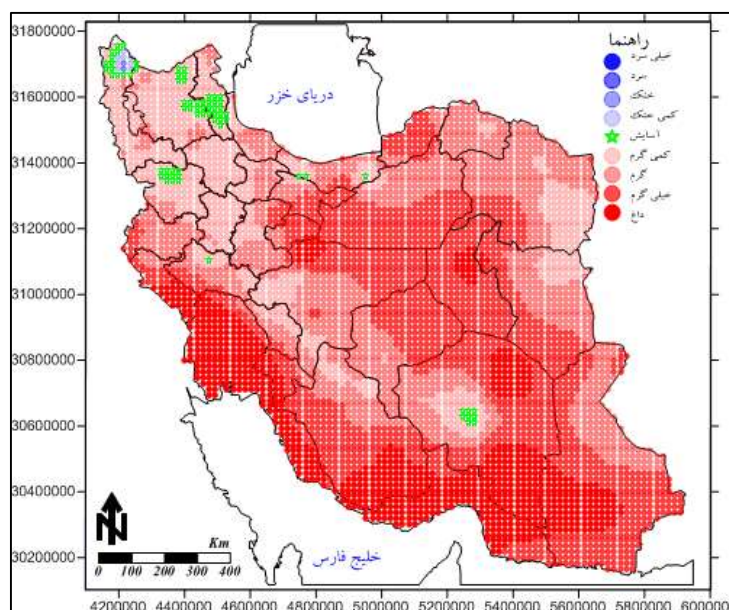 31800000
31600000
31400000
31200000
31000000
30800000
30600000
30400000
30200000
4200000 4400000 4600000 4800000 5000000 5200000 5400000 5600000 5800000 6000000
راهنما
خیلی سرد
سرد
خنک
کمی خنک
آسایش
کمی گرم
گرم
خیلی گرم
داغ
دریای خزر
خلیج فارس
N
Km
0 100 200 300 400